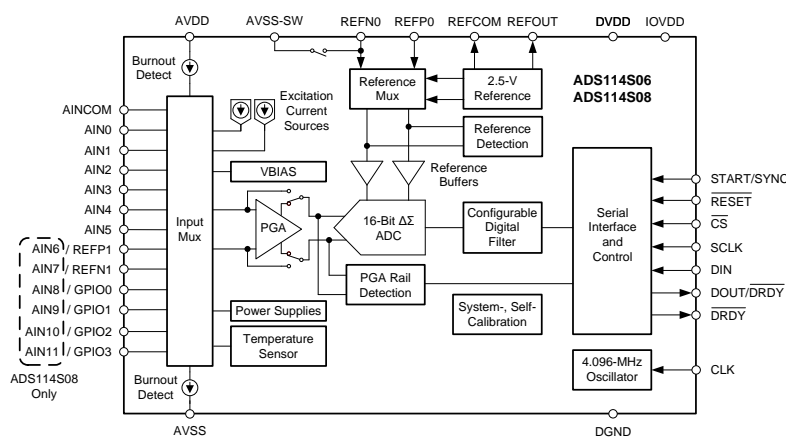 AVDD
AVSS-SW
REFN0
REFP0
REFCOM
REFOUT
DVDD
IOVDD
Burnout
Detect
Reference
Mux
2.5-V
Reference
ADS114S06
ADS114S08
Excitation
Current
Sources
Reference
Detection
AINCOM
AIN0
AIN1
AIN2
AIN3
AIN4
AIN5
AIN6 / REFP1
AIN7 / REFN1
AIN8 / GPIO0
AIN9 / GPIO1
AIN10 / GPIO2
AIN11 / GPIO3
ADS114S08
Only
Input
Mux
VBIAS
PGA
Reference
Buffers
16-Bit ΔΣ
ADC
Configurable
Digital
Filter
Serial
Interface
and
Control
START/SYNC
RESET
CS
SCLK
DIN
DOUT/DRDY
DRDY
PGA Rail
Detection
Power Supplies
System-, Self-
Calibration
Temperature
Sensor
4.096-MHz
Oscillator
CLK
Burnout
Detect
AVSS
DGND